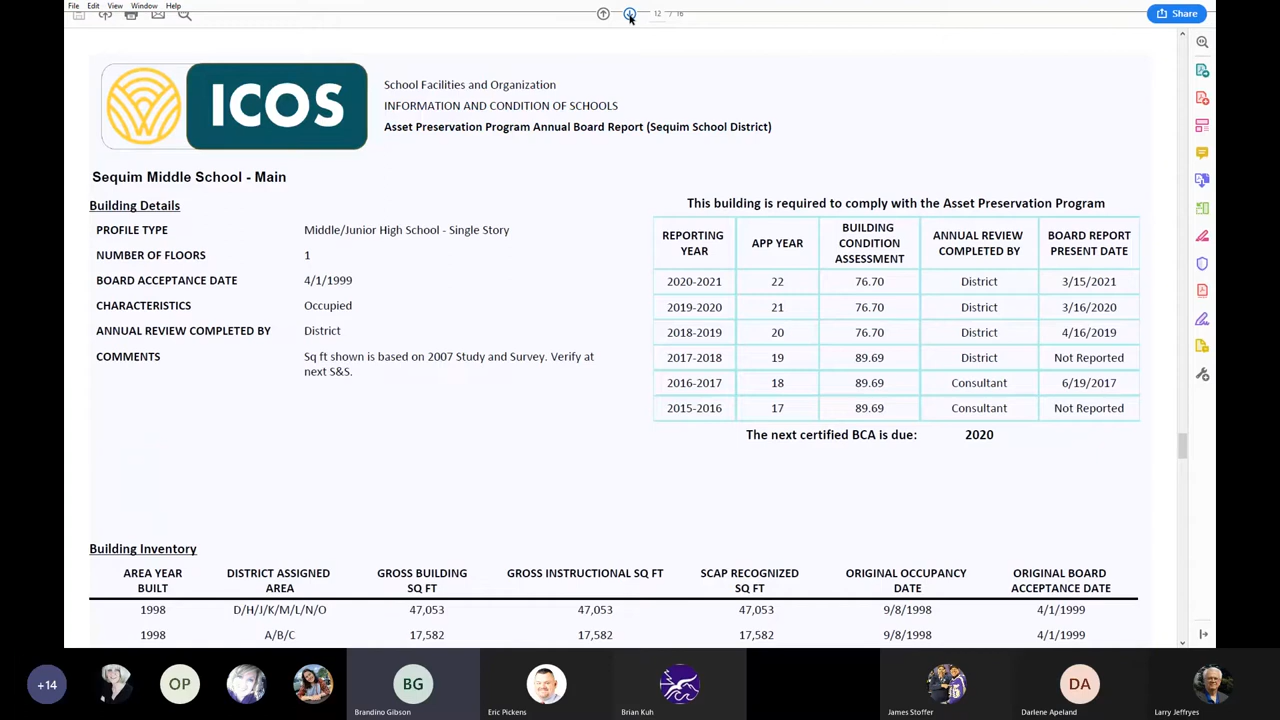 File Edit View Window Help
12 / 16
Share
ICOS
School Facilities and Organization
INFORMATION AND CONDITION OF SCHOOLS
Asset Preservation Program Annual Board Report (Sequim School District)
Sequim Middle School - Main
Building Details
PROFILE TYPE Middle/Junior High School - Single Story
NUMBER OF FLOORS 1
BOARD ACCEPTANCE DATE 4/1/1999
CHARACTERISTICS Occupied
ANNUAL REVIEW COMPLETED BY District
COMMENTS Sq ft shown is based on 2007 Study and Survey. Verify at
next S&S.
This building is required to comply with the Asset Preservation Program
REPORTING YEAR APP YEAR BUILDING CONDITION ASSESSMENT ANNUAL REVIEW COMPLETED BY BOARD REPORT PRESENT DATE
2020-2021 22 76.70 District 3/15/2021
2019-2020 21 76.70 District 3/16/2020
2018-2019 20 76.70 District 4/16/2019
2017-2018 19 89.69 District Not Reported
2016-2017 18 89.69 Consultant 6/19/2017
2015-2016 17 89.69 Consultant Not Reported
The next certified BCA is due: 2020
Building Inventory
AREA YEAR BUILT DISTRICT ASSIGNED AREA GROSS BUILDING SQ FT GROSS INSTRUCTIONAL SQ FT SCAP RECOGNIZED SQ FT ORIGINAL OCCUPANCY DATE ORIGINAL BOARD ACCEPTANCE DATE
1998 D/H/J/K/M/L/N/O 47,053 47,053 47,053 9/8/1998 4/1/1999
1998 A/B/C 17,582 17,582 17,582 9/8/1998 4/1/1999
+14 OP BG DA
Brandino Gibson Eric Pickens Brian Kuh James Stoffer Darlene Apeland Larry Jeffryes